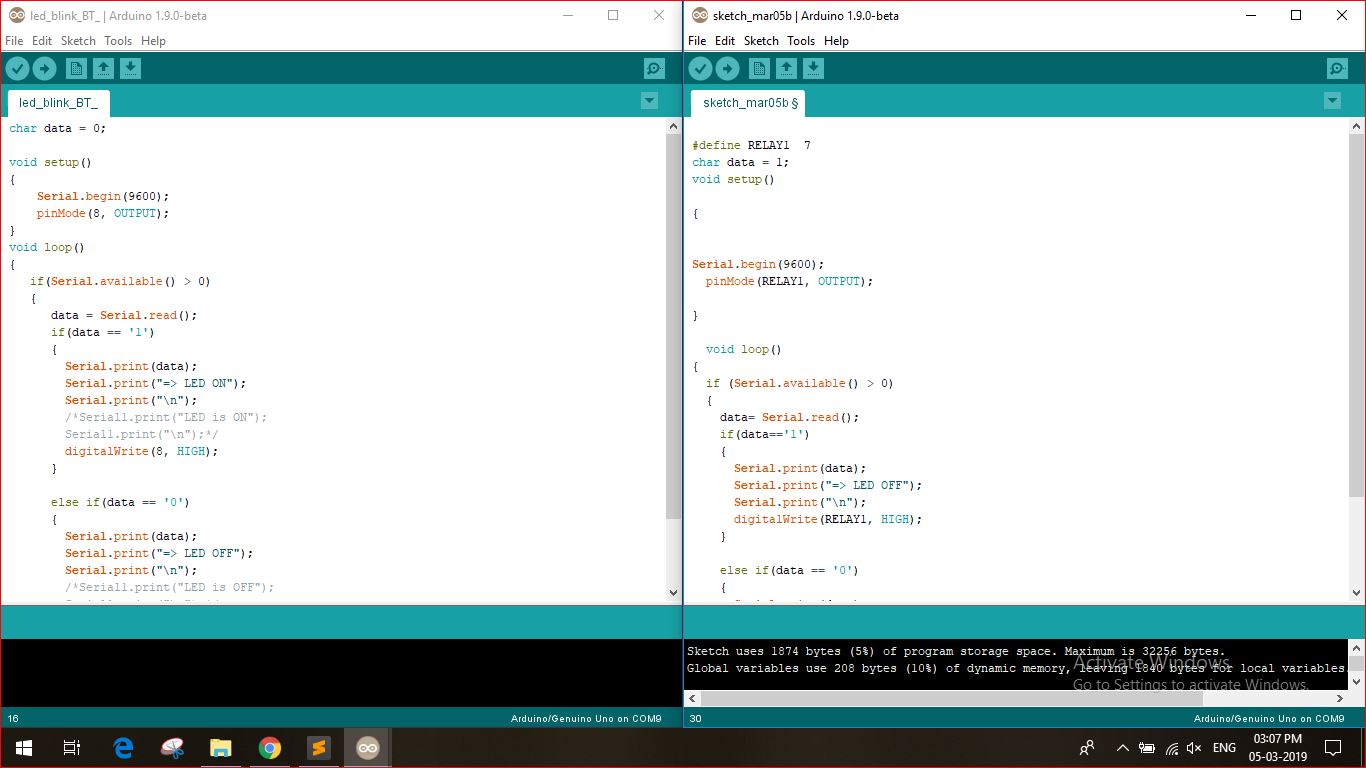 led_blink_BT_ | Arduino 1.9.0-beta
File Edit Sketch Tools Help
led_blink_BT_
char data = 0;
void setup()
{
Serial.begin(9600);
pinMode(8, OUTPUT);
}
void loop()
{
if(Serial.available() > 0)
{
data = Serial.read();
if(data == '1')
{
Serial.print(data);
Serial.print("=> LED ON");
Serial.print("\n");
/*Serial1.print("LED is ON");
Serial1.print("\n");*/
digitalWrite(8, HIGH);
}
else if(data == '0')
{
Serial.print(data);
Serial.print("=> LED OFF");
Serial.print("\n");
/*Serial1.print("LED is OFF");
16
Arduino/Genuino Uno on COM9
sketch_mar05b | Arduino 1.9.0-beta
File Edit Sketch Tools Help
sketch_mar05b §
#define RELAY1 7
char data = 1;
void setup()
{
Serial.begin(9600);
pinMode(RELAY1, OUTPUT);
}
void loop()
{
if (Serial.available() > 0)
{
data= Serial.read();
if(data=='1')
{
Serial.print(data);
Serial.print("=> LED OFF");
Serial.print("\n");
digitalWrite(RELAY1, HIGH);
}
else if(data == '0')
{
Sketch uses 1874 bytes (5%) of program storage space. Maximum is 32256 bytes.
Global variables use 208 bytes (10%) of dynamic memory, leaving 1840 bytes for local variables.
Activate Windows
Go to Settings to activate Windows.
30
Arduino/Genuino Uno on COM9
ENG
03:07 PM
05-03-2019